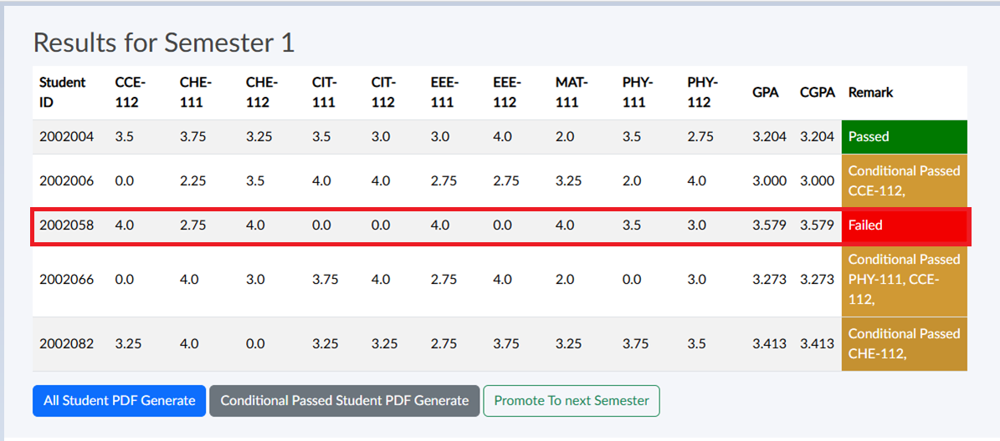 Results for Semester 1
Student ID CCE-112 CHE-111 CHE-112 CIT-111 CIT-112 EEE-111 EEE-112 MAT-111 PHY-111 PHY-112 GPA CGPA Remark
2002004 3.5 3.75 3.25 3.5 3.0 3.0 4.0 2.0 3.5 2.75 3.204 3.204 Passed
2002006 0.0 2.25 3.5 4.0 4.0 2.75 2.75 3.25 2.0 4.0 3.000 3.000 Conditional Passed CCE-112,
2002058 4.0 2.75 4.0 0.0 0.0 4.0 0.0 4.0 3.5 3.0 3.579 3.579 Failed
2002066 0.0 4.0 3.0 3.75 4.0 2.75 4.0 2.0 0.0 3.0 3.273 3.273 Conditional Passed PHY-111, CCE-112,
2002082 3.25 4.0 0.0 3.25 3.25 2.75 3.75 3.25 3.75 3.5 3.413 3.413 Conditional Passed CHE-112,
All Student PDF Generate Conditional Passed Student PDF Generate Promote To next Semester